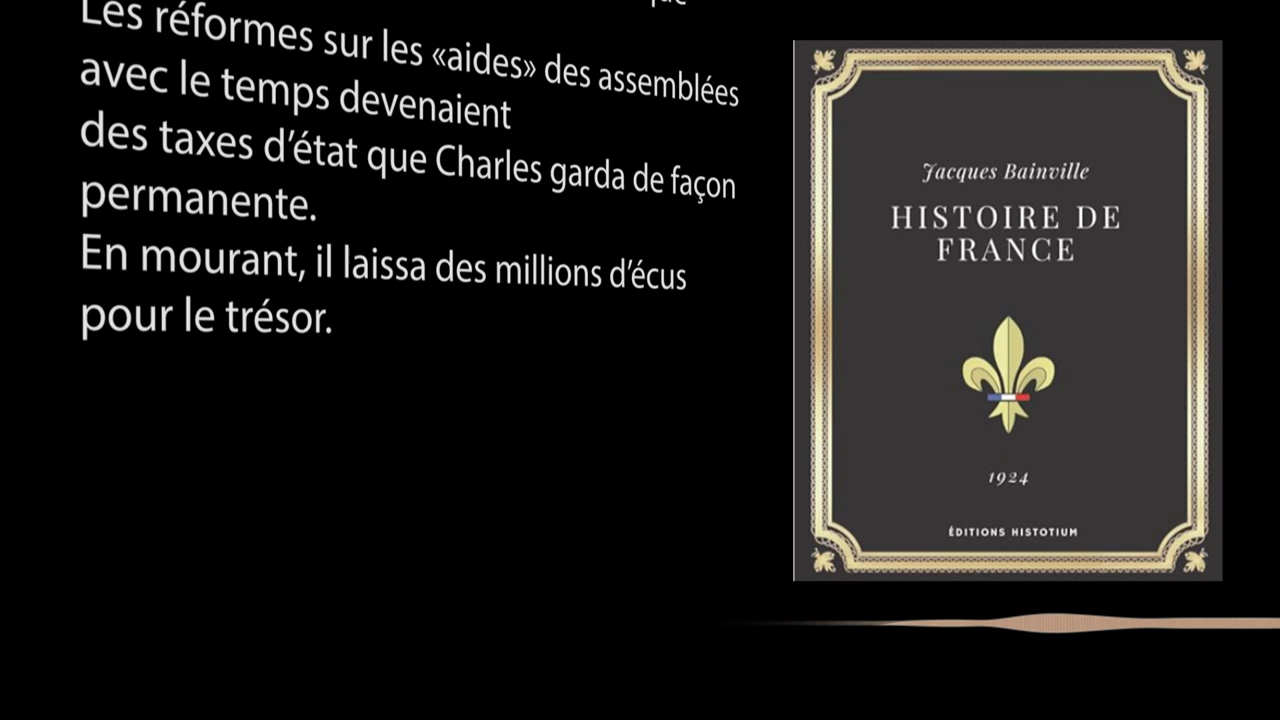 Les réformes sur les «aides» des assemblées
avec le temps devenaient
des taxes d’état que Charles garda de façon
permanente.
En mourant, il laissa des millions d’écus
pour le trésor.
Jacques Bainville
HISTOIRE DE
FRANCE
1924
ÉDITIONS HISTOTIUM